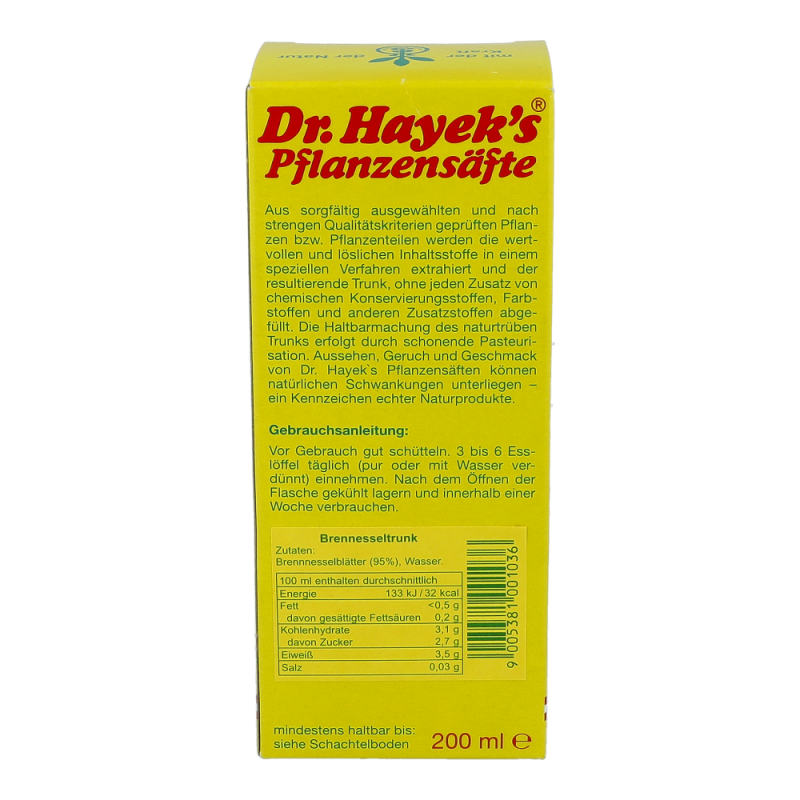 mit der Kraft
der Natur
Dr. Hayek's®
Pflanzensäfte
Aus sorgfältig ausgewählten und nach
strengen Qualitätskriterien geprüften Pflan-
zen bzw. Pflanzenteilen werden die wert-
vollen und löslichen Inhaltsstoffe in einem
speziellen Verfahren extrahiert und der
resultierende Trunk, ohne jeden Zusatz von
chemischen Konservierungsstoffen, Farb-
stoffen und anderen Zusatzstoffen abge-
füllt. Die Haltbarmachung des naturtrüben
Trunks erfolgt durch schonende Pasteuri-
sation. Aussehen, Geruch und Geschmack
von Dr. Hayek`s Pflanzensäften können
natürlichen Schwankungen unterliegen –
ein Kennzeichen echter Naturprodukte.
Gebrauchsanleitung:
Vor Gebrauch gut schütteln. 3 bis 6 Ess-
löffel täglich (pur oder mit Wasser ver-
dünnt) einnehmen. Nach dem Öffnen der
Flasche gekühlt lagern und innerhalb einer
Woche verbrauchen.
Brennesseltrunk
Zutaten:
Brennnesselblätter (95%), Wasser.
100 ml enthalten durchschnittlich
Energie 133 kJ / 32 kcal
Fett <0,5 g
davon gesättigte Fettsäuren 0,2 g
Kohlenhydrate 3,1 g
davon Zucker 2,7 g
Eiweiß 3,5 g
Salz 0,03 g
9 005381 001036
mindestens haltbar bis:
siehe Schachtelboden
200 ml ℮